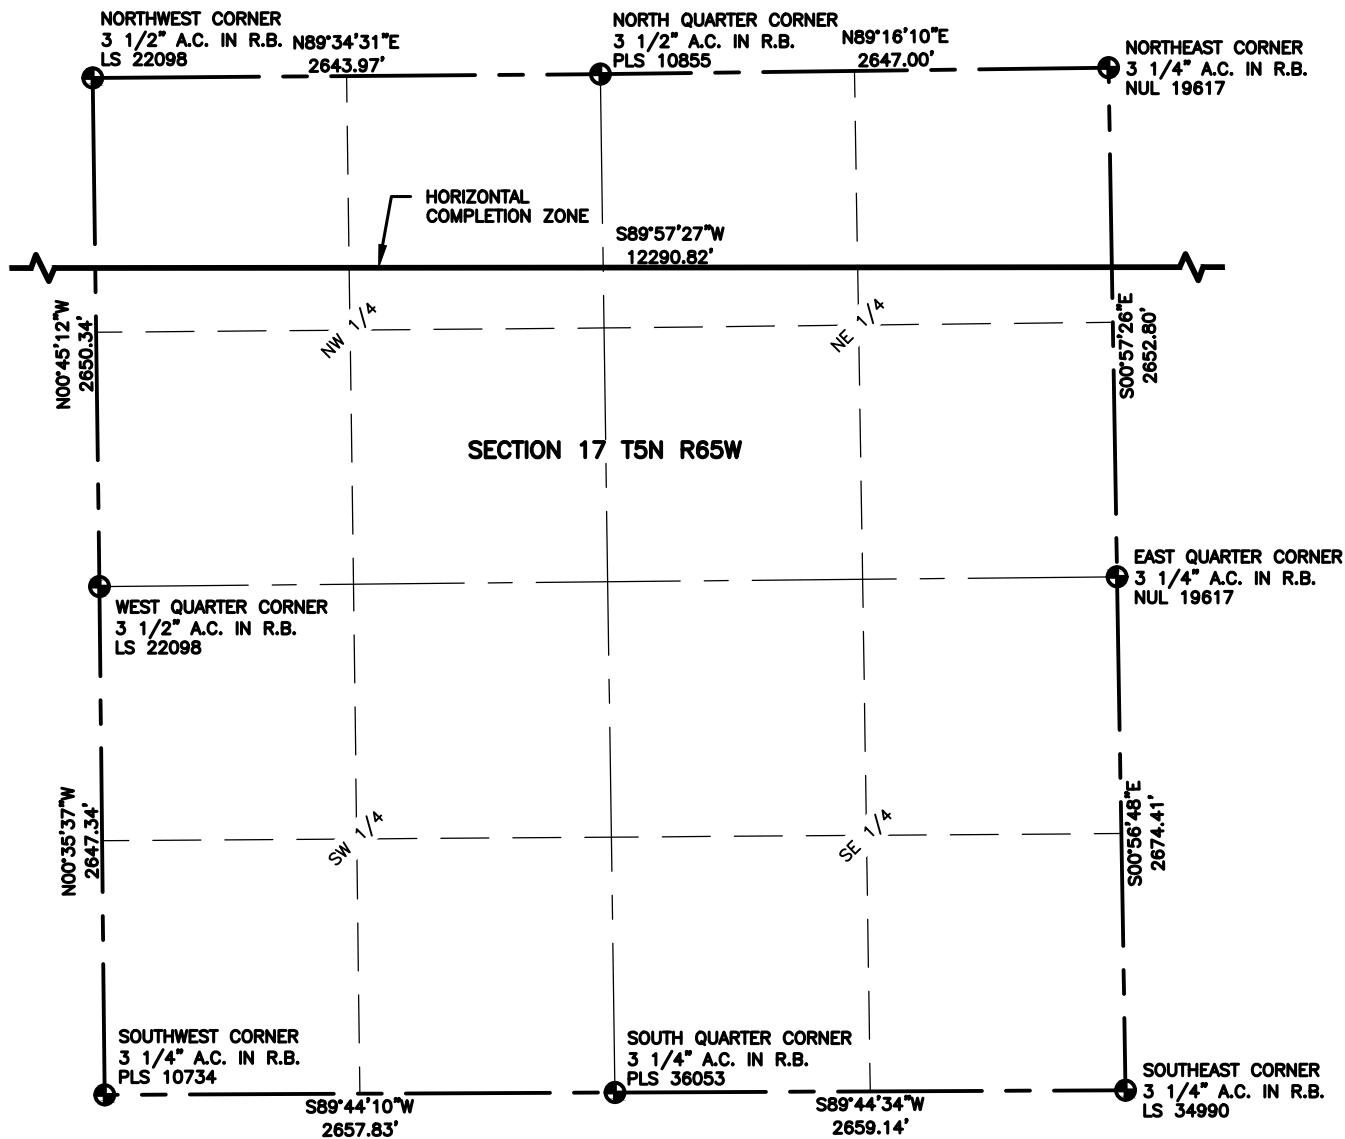 NORTHWEST CORNER
3 1/2" A.C. IN R.B.
LS 22098
N89°34'31"E
2643.97'
NORTH QUARTER CORNER
3 1/2" A.C. IN R.B.
PLS 10855
N89°16'10"E
2647.00'
NORTHEAST CORNER
3 1/4" A.C. IN R.B.
NUL 19617
HORIZONTAL
COMPLETION ZONE
S89°57'27"W
12290.82'
N00°45'12"W
2650.34'
NW 1/4
NE 1/4
S00°57'26"E
2652.80'
SECTION 17 T5N R65W
WEST QUARTER CORNER
3 1/2" A.C. IN R.B.
LS 22098
EAST QUARTER CORNER
3 1/4" A.C. IN R.B.
NUL 19617
N00°35'37"W
2647.34'
SW 1/4
SE 1/4
S00°56'48"E
2674.41'
SOUTHWEST CORNER
3 1/4" A.C. IN R.B.
PLS 10734
S89°44'10"W
2657.83'
SOUTH QUARTER CORNER
3 1/4" A.C. IN R.B.
PLS 36053
S89°44'34"W
2659.14'
SOUTHEAST CORNER
3 1/4" A.C. IN R.B.
LS 34990